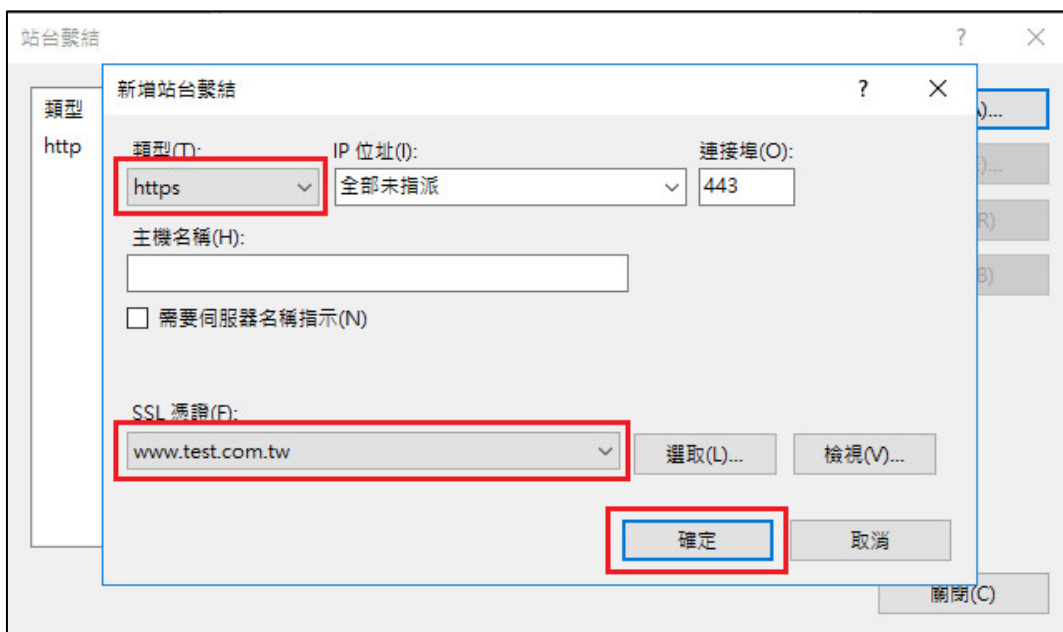 站台繫結 ?
新增站台繫結 ?
類型
http
類型(T):
IP 位址(I):
連接埠(O):
https
全部未指派
443
主機名稱(H):
需要伺服器名稱指示(N)
SSL 憑證(F):
www.test.com.tw
選取(L)...
檢視(V)...
確定
取消
)...
)...
R)
B)
關閉(C)